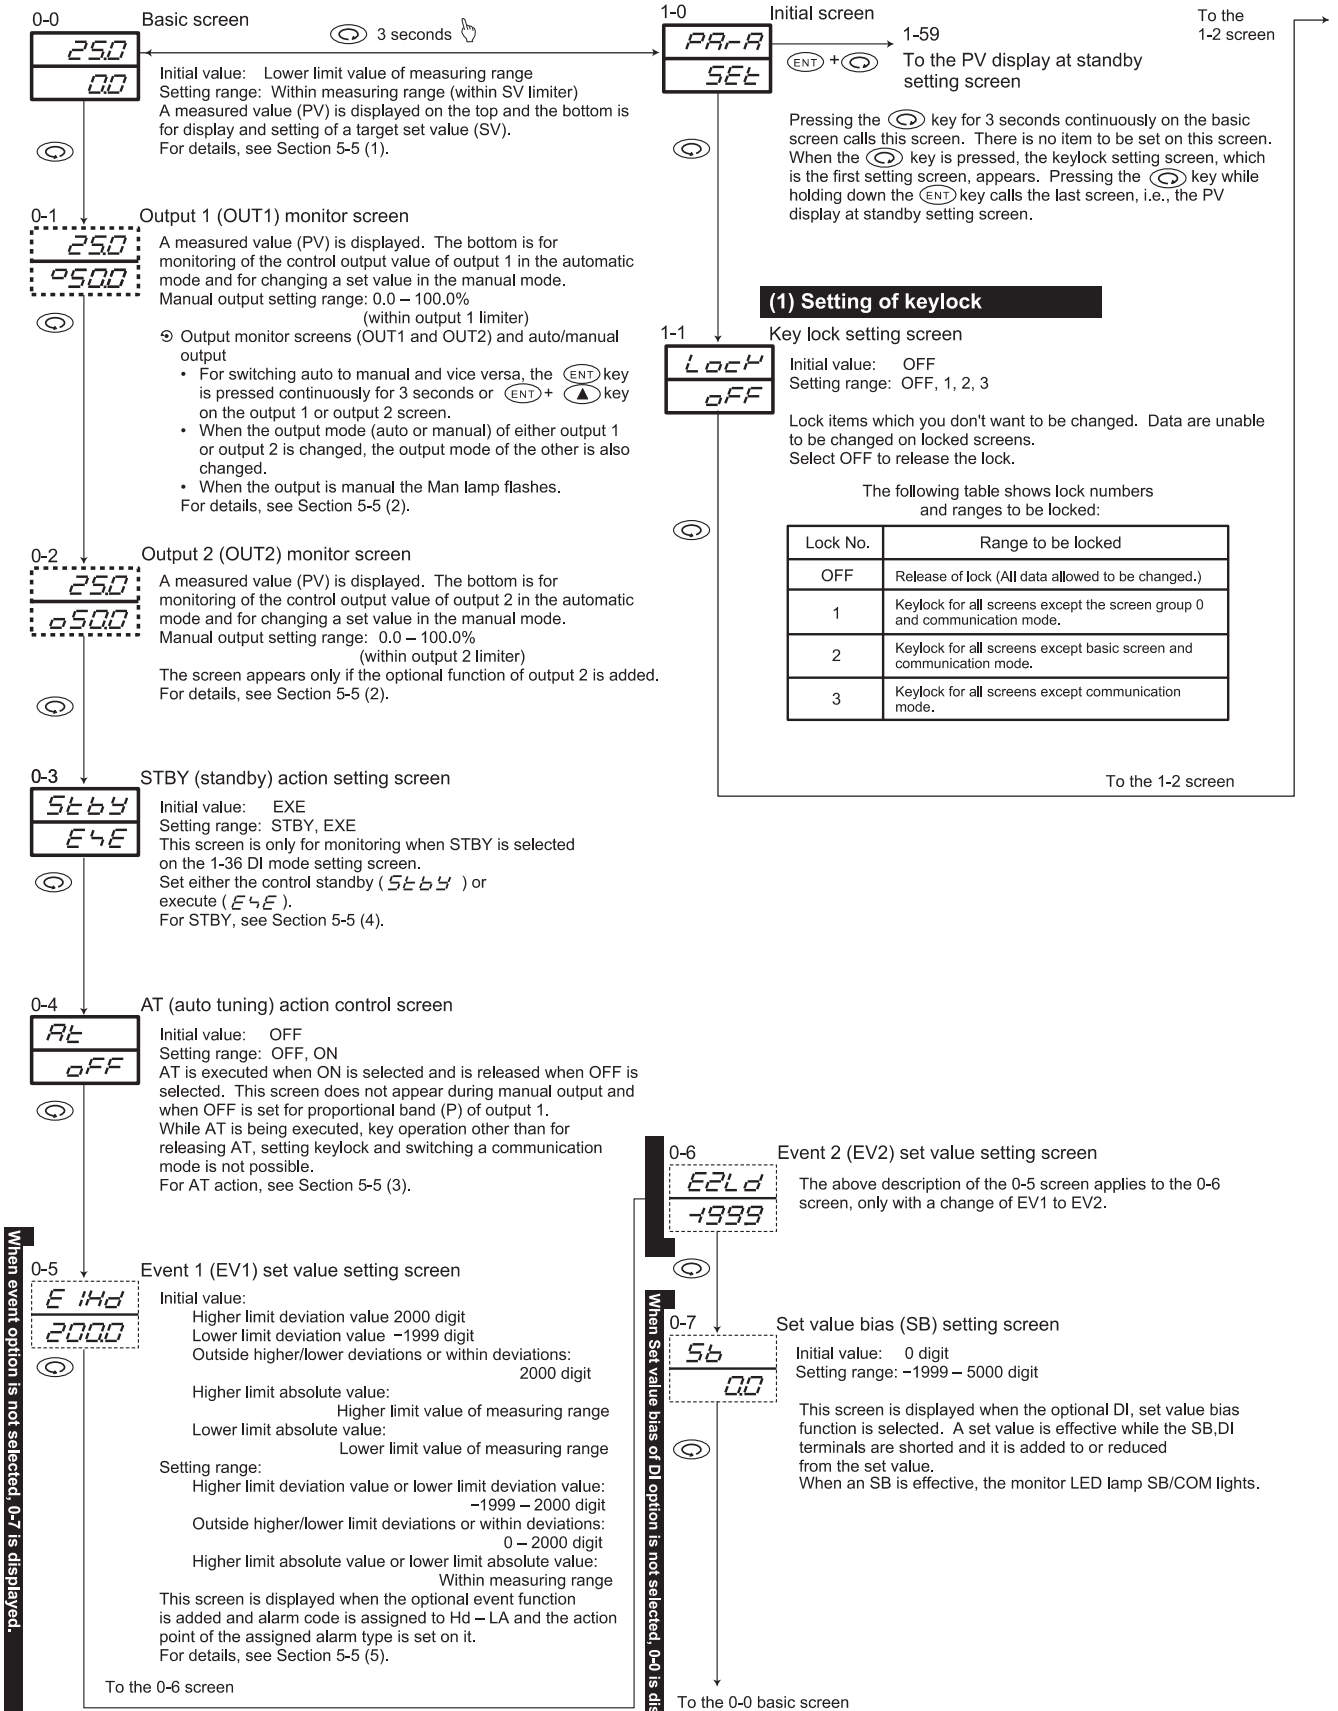 0-0
Basic screen
3 seconds
25.0
0.0
Initial value: Lower limit value of measuring range
Setting range: Within measuring range (within SV limiter)
A measured value (PV) is displayed on the top and the bottom is
for display and setting of a target set value (SV).
For details, see Section 5-5 (1).
0-1
Output 1 (OUT1) monitor screen
25.0
o50.0
A measured value (PV) is displayed. The bottom is for
monitoring of the control output value of output 1 in the automatic
mode and for changing a set value in the manual mode.
Manual output setting range: 0.0 – 100.0%
(within output 1 limiter)
Output monitor screens (OUT1 and OUT2) and auto/manual
output
• For switching auto to manual and vice versa, the ENT key
is pressed continuously for 3 seconds or ENT + ▲ key
on the output 1 or output 2 screen.
• When the output mode (auto or manual) of either output 1
or output 2 is changed, the output mode of the other is also
changed.
• When the output is manual the Man lamp flashes.
For details, see Section 5-5 (2).
0-2
Output 2 (OUT2) monitor screen
25.0
o50.0
A measured value (PV) is displayed. The bottom is for
monitoring of the control output value of output 2 in the automatic
mode and for changing a set value in the manual mode.
Manual output setting range: 0.0 – 100.0%
(within output 2 limiter)
The screen appears only if the optional function of output 2 is added.
For details, see Section 5-5 (2).
0-3
STBY (standby) action setting screen
Stby
EXE
Initial value: EXE
Setting range: STBY, EXE
This screen is only for monitoring when STBY is selected
on the 1-36 DI mode setting screen.
Set either the control standby ( Stby ) or
execute ( EXE ).
For STBY, see Section 5-5 (4).
0-4
AT (auto tuning) action control screen
At
oFF
Initial value: OFF
Setting range: OFF, ON
AT is executed when ON is selected and is released when OFF is
selected. This screen does not appear during manual output and
when OFF is set for proportional band (P) of output 1.
While AT is being executed, key operation other than for
releasing AT, setting keylock and switching a communication
mode is not possible.
For AT action, see Section 5-5 (3).
When event option is not selected, 0-7 is displayed.
0-5
Event 1 (EV1) set value setting screen
E1Hd
200.0
Initial value:
Higher limit deviation value 2000 digit
Lower limit deviation value −1999 digit
Outside higher/lower deviations or within deviations:
2000 digit
Higher limit absolute value:
Higher limit value of measuring range
Lower limit absolute value:
Lower limit value of measuring range
Setting range:
Higher limit deviation value or lower limit deviation value:
−1999 – 2000 digit
Outside higher/lower limit deviations or within deviations:
0 – 2000 digit
Higher limit absolute value or lower limit absolute value:
Within measuring range
This screen is displayed when the optional event function
is added and alarm code is assigned to Hd – LA and the action
point of the assigned alarm type is set on it.
For details, see Section 5-5 (5).
To the 0-6 screen
1-0
Initial screen
PArA
SEt
ENT +
1-59
To the PV display at standby
setting screen
To the
1-2 screen
Pressing the key for 3 seconds continuously on the basic
screen calls this screen. There is no item to be set on this screen.
When the key is pressed, the keylock setting screen, which
is the first setting screen, appears. Pressing the key while
holding down the ENT key calls the last screen, i.e., the PV
display at standby setting screen.
(1) Setting of keylock
1-1
Key lock setting screen
LocK
oFF
Initial value: OFF
Setting range: OFF, 1, 2, 3
Lock items which you don't want to be changed. Data are unable
to be changed on locked screens.
Select OFF to release the lock.
The following table shows lock numbers
and ranges to be locked:
Lock No. Range to be locked
OFF Release of lock (All data allowed to be changed.)
1 Keylock for all screens except the screen group 0
and communication mode.
2 Keylock for all screens except basic screen and
communication mode.
3 Keylock for all screens except communication
mode.
To the 1-2 screen
0-6
Event 2 (EV2) set value setting screen
E2Ld
-1999
The above description of the 0-5 screen applies to the 0-6
screen, only with a change of EV1 to EV2.
When Set value bias of DI option is not selected, 0-0 is dis
0-7
Set value bias (SB) setting screen
Sb
0.0
Initial value: 0 digit
Setting range: −1999 – 5000 digit
This screen is displayed when the optional DI, set value bias
function is selected. A set value is effective while the SB,DI
terminals are shorted and it is added to or reduced
from the set value.
When an SB is effective, the monitor LED lamp SB/COM lights.
To the 0-0 basic screen